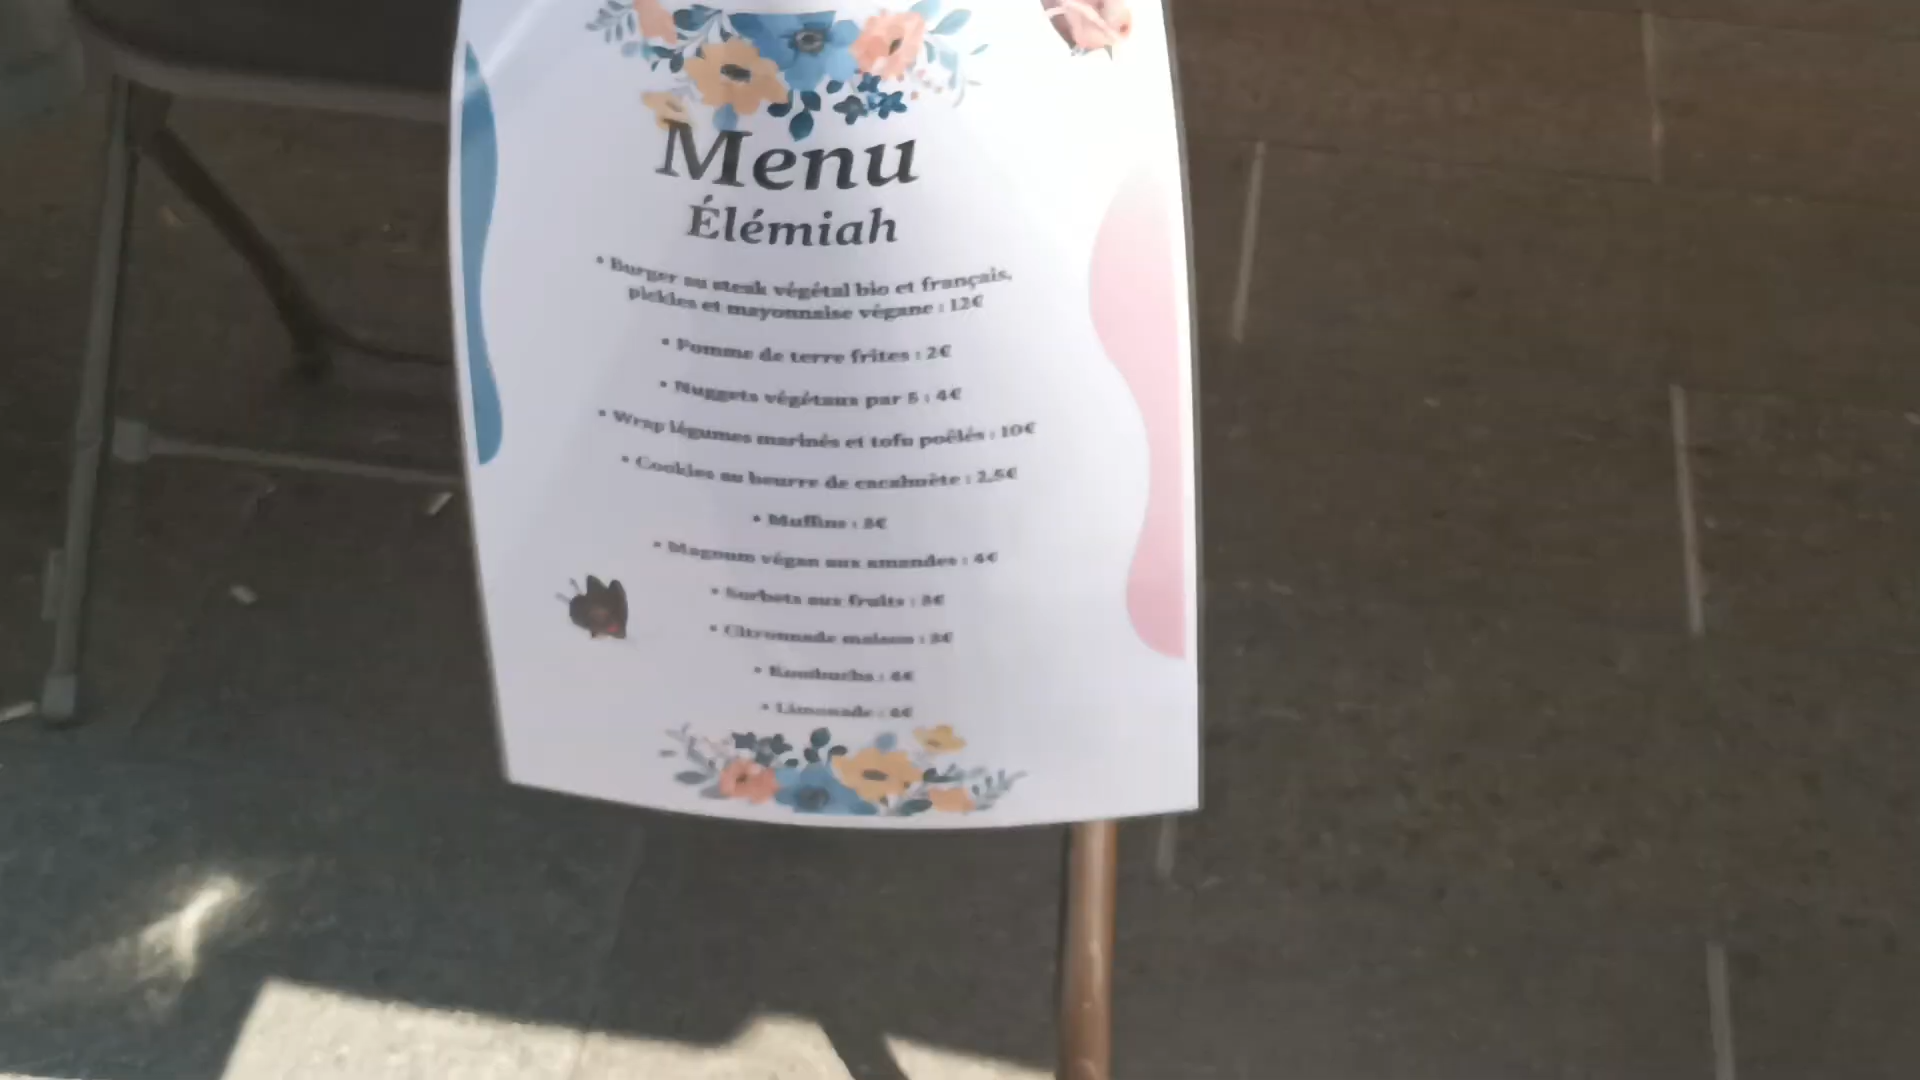 Menu
Élémiah
• Burger au steak végétal bio et français,
pickles et mayonnaise végane : 12€
• Pomme de terre frites : 2€
• Nuggets végétaux par 5 : 4€
• Wrap légumes marinés et tofu poêlés : 10€
• Cookies au beurre de cacahuète : 2,5€
• Muffins : 3€
• Magnum végan aux amandes : 4€
• Sorbets aux fruits : 3€
• Citronnade maison : 3€
• Kombucha : 4€
• Limonade : 4€